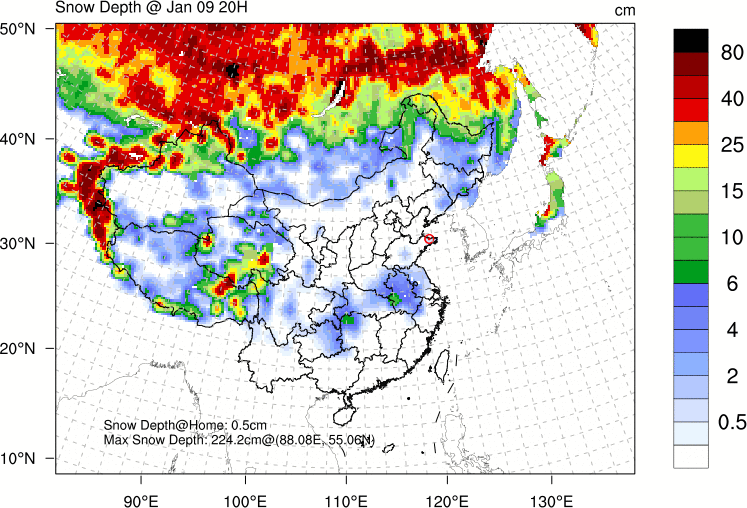 Snow Depth @ Jan 09 20H
cm
50°N
40°N
30°N
20°N
10°N
90°E
100°E
110°E
120°E
130°E
Snow Depth@Home: 0.5cm
Max Snow Depth: 224.2cm@(88.08E, 55.06N)
80
40
25
15
10
6
4
2
0.5